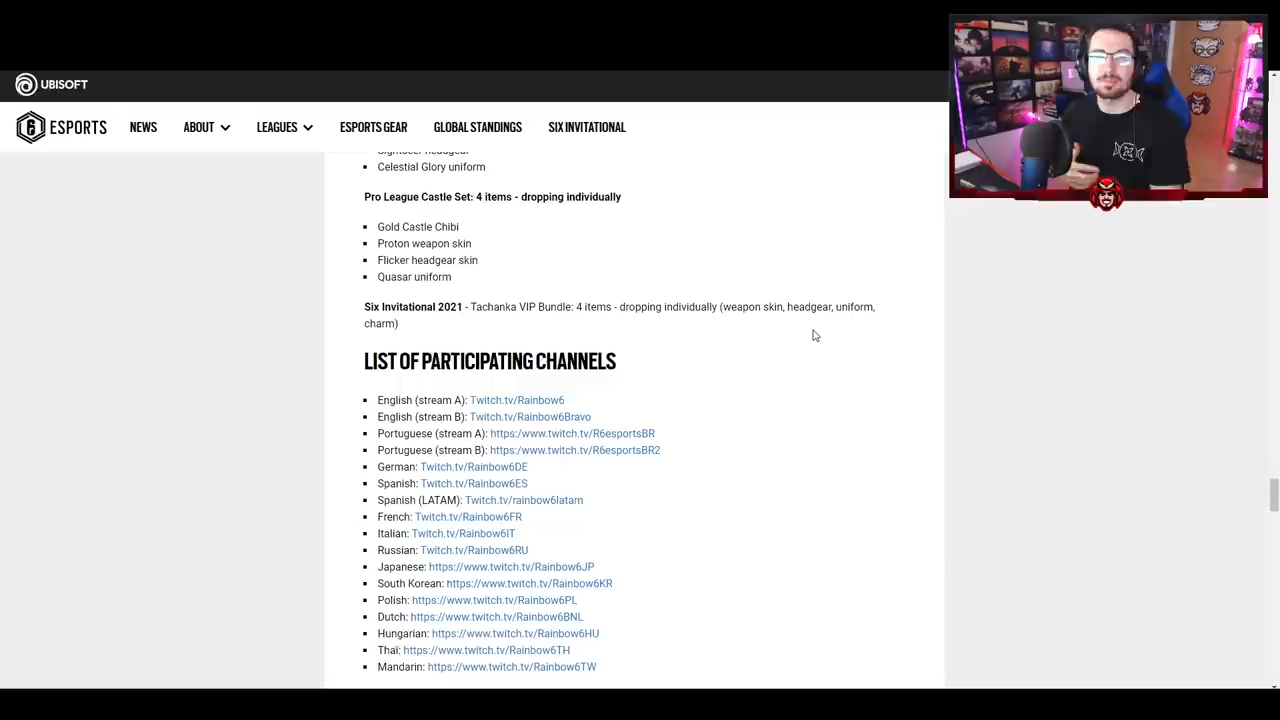 UBISOFT
ESPORTS
NEWS
ABOUT
LEAGUES
ESPORTS GEAR
GLOBAL STANDINGS
SIX INVITATIONAL
Celestial Glory uniform
Pro League Castle Set: 4 items - dropping individually
Gold Castle Chibi
Proton weapon skin
Flicker headgear skin
Quasar uniform
Six Invitational 2021 - Tachanka VIP Bundle: 4 items - dropping individually (weapon skin, headgear, uniform,
charm)
LIST OF PARTICIPATING CHANNELS
English (stream A): Twitch.tv/Rainbow6
English (stream B): Twitch.tv/Rainbow6Bravo
Portuguese (stream A): https:/www.twitch.tv/R6esportsBR
Portuguese (stream B): https:/www.twitch.tv/R6esportsBR2
German: Twitch.tv/Rainbow6DE
Spanish: Twitch.tv/Rainbow6ES
Spanish (LATAM): Twitch.tv/rainbow6latam
French: Twitch.tv/Rainbow6FR
Italian: Twitch.tv/Rainbow6IT
Russian: Twitch.tv/Rainbow6RU
Japanese: https://www.twitch.tv/Rainbow6JP
South Korean: https://www.twitch.tv/Rainbow6KR
Polish: https://www.twitch.tv/Rainbow6PL
Dutch: https://www.twitch.tv/Rainbow6BNL
Hungarian: https://www.twitch.tv/Rainbow6HU
Thaï: https://www.twitch.tv/Rainbow6TH
Mandarin: https://www.twitch.tv/Rainbow6TW